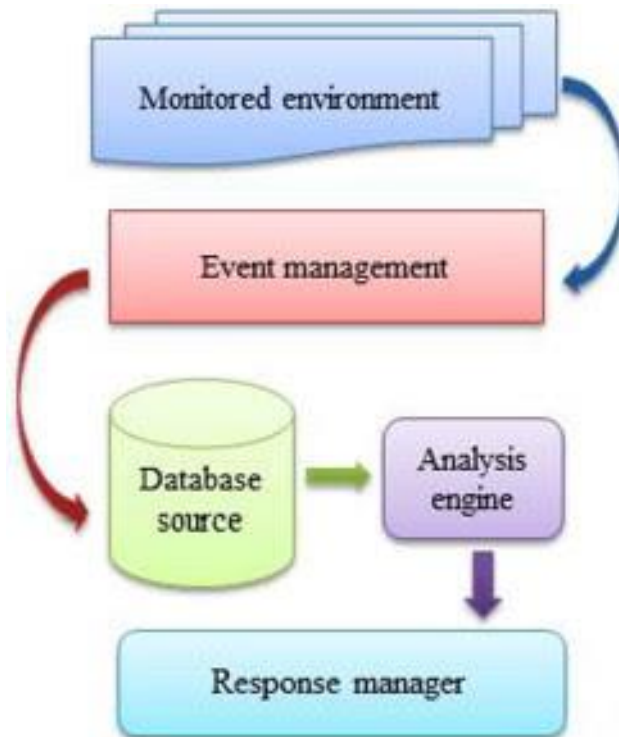 Monitored environment
Event management
Database
source
Analysis
engine
Response manager